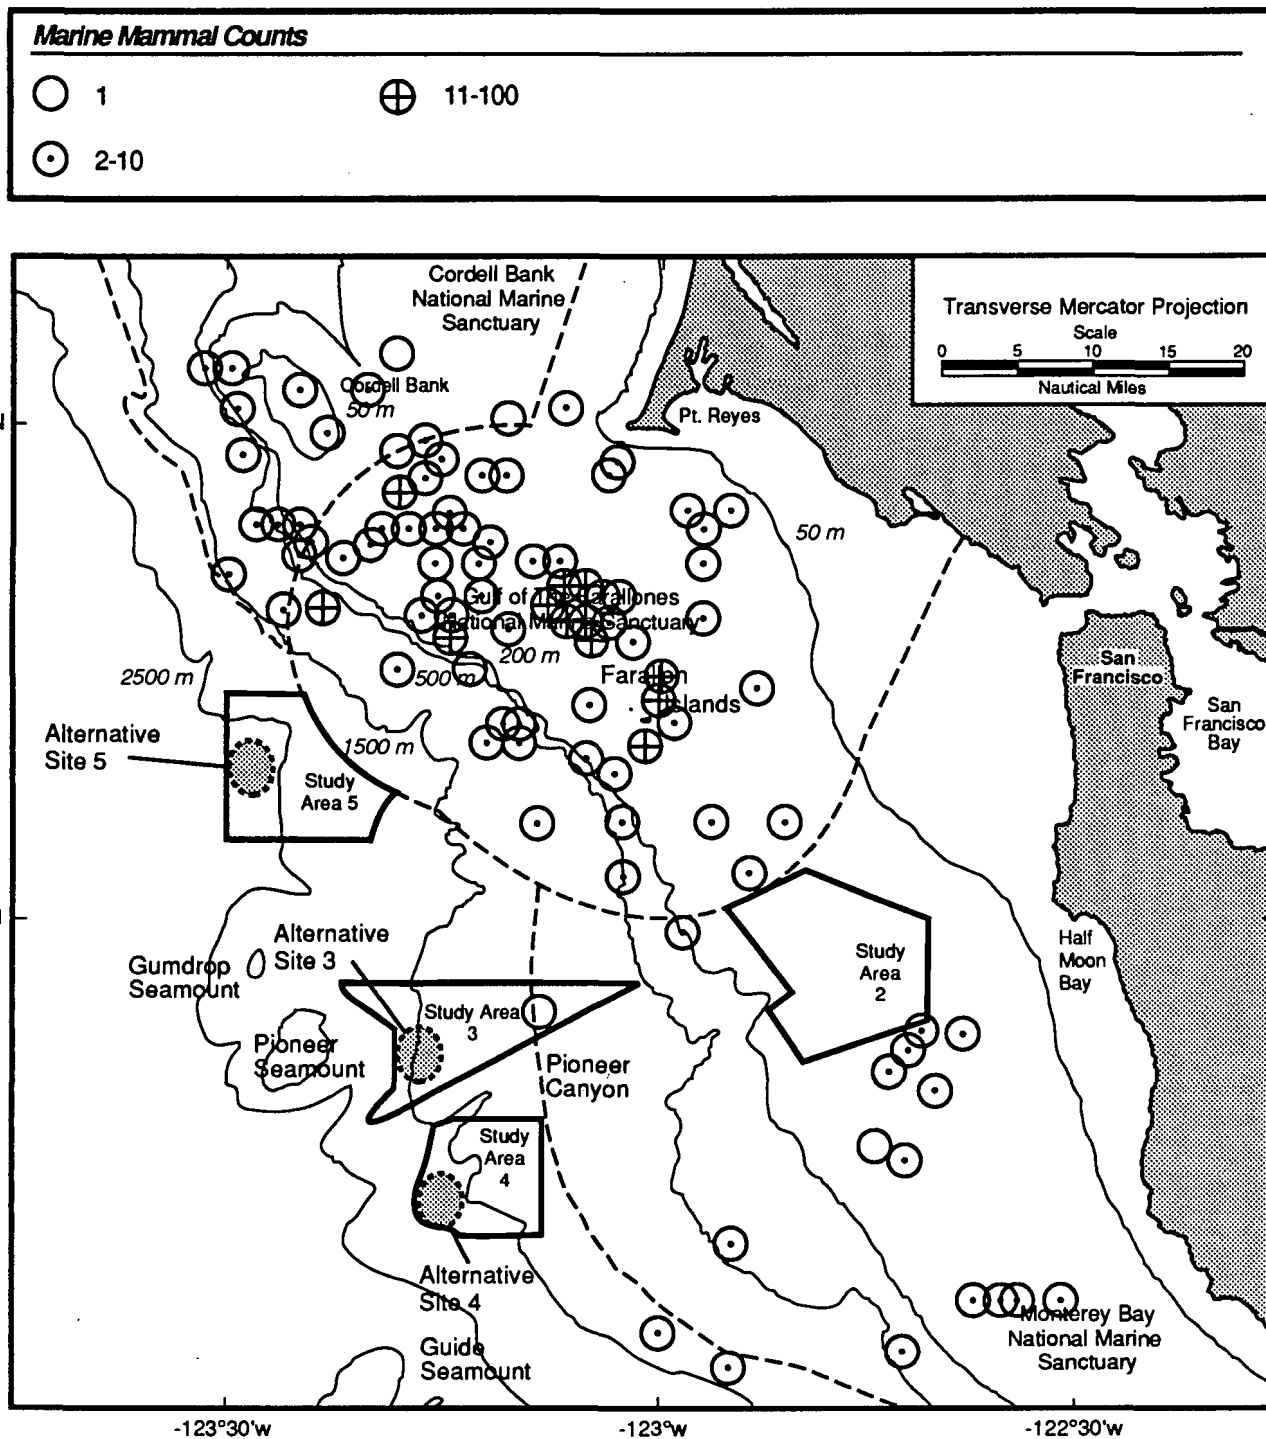 Marine Mammal Counts
1
11-100
2-10
Cordell Bank
National Marine
Sanctuary
Transverse Mercator Projection
Scale
0 5 10 15 20
Nautical Miles
Cordell Bank
50 m
Pt. Reyes
50 m
Gulf of The Farallones
National Marine Sanctuary
200 m
500 m
2500 m
Farallon
Islands
San
Francisco
San
Francisco
Bay
Alternative
Site 5
1500 m
Study
Area 5
Alternative
Site 3
Gumdrop
Seamount
Study
Area
2
Half
Moon
Bay
Study Area
3
Pioneer
Seamount
Pioneer
Canyon
Study
Area
4
Alternative
Site 4
Guide
Seamount
Monterey Bay
National Marine
Sanctuary
-123°30'W
-123°W
-122°30'W